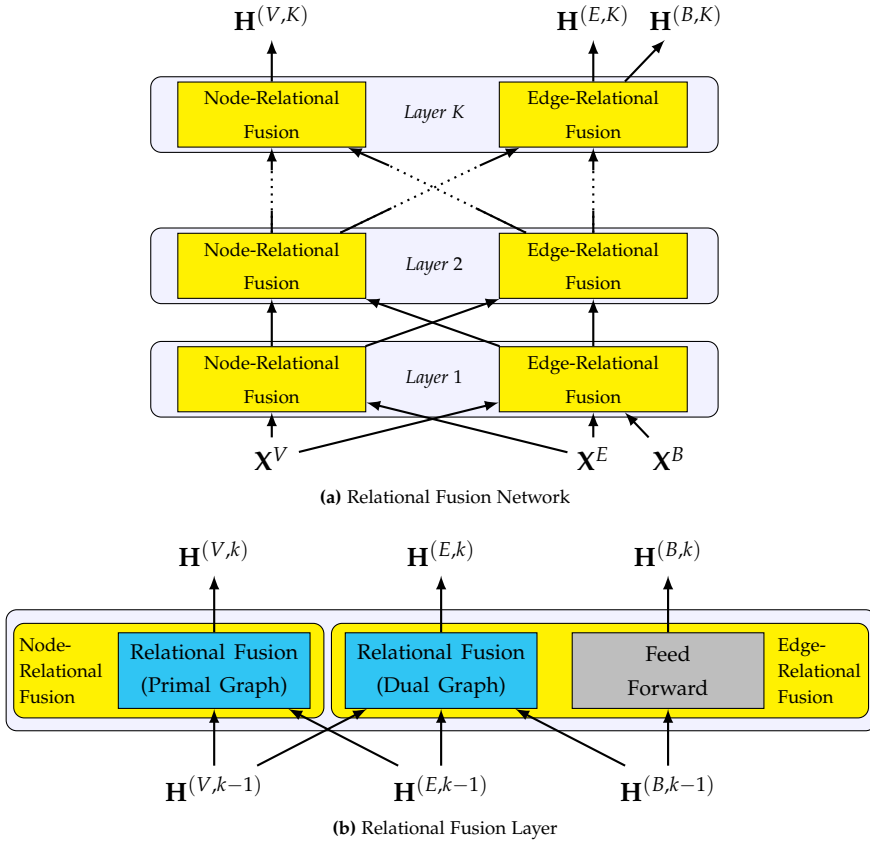 H^(V,K) H^(E,K) H^(B,K)
Node-Relational Fusion Layer K Edge-Relational Fusion
Node-Relational Fusion Layer 2 Edge-Relational Fusion
Node-Relational Fusion Layer 1 Edge-Relational Fusion
X^V X^E X^B
(a) Relational Fusion Network
H^(V,k) H^(E,k) H^(B,k)
Node-Relational Fusion
Relational Fusion (Primal Graph)
Relational Fusion (Dual Graph)
Feed Forward
Edge-Relational Fusion
H^(V,k−1) H^(E,k−1) H^(B,k−1)
(b) Relational Fusion Layer